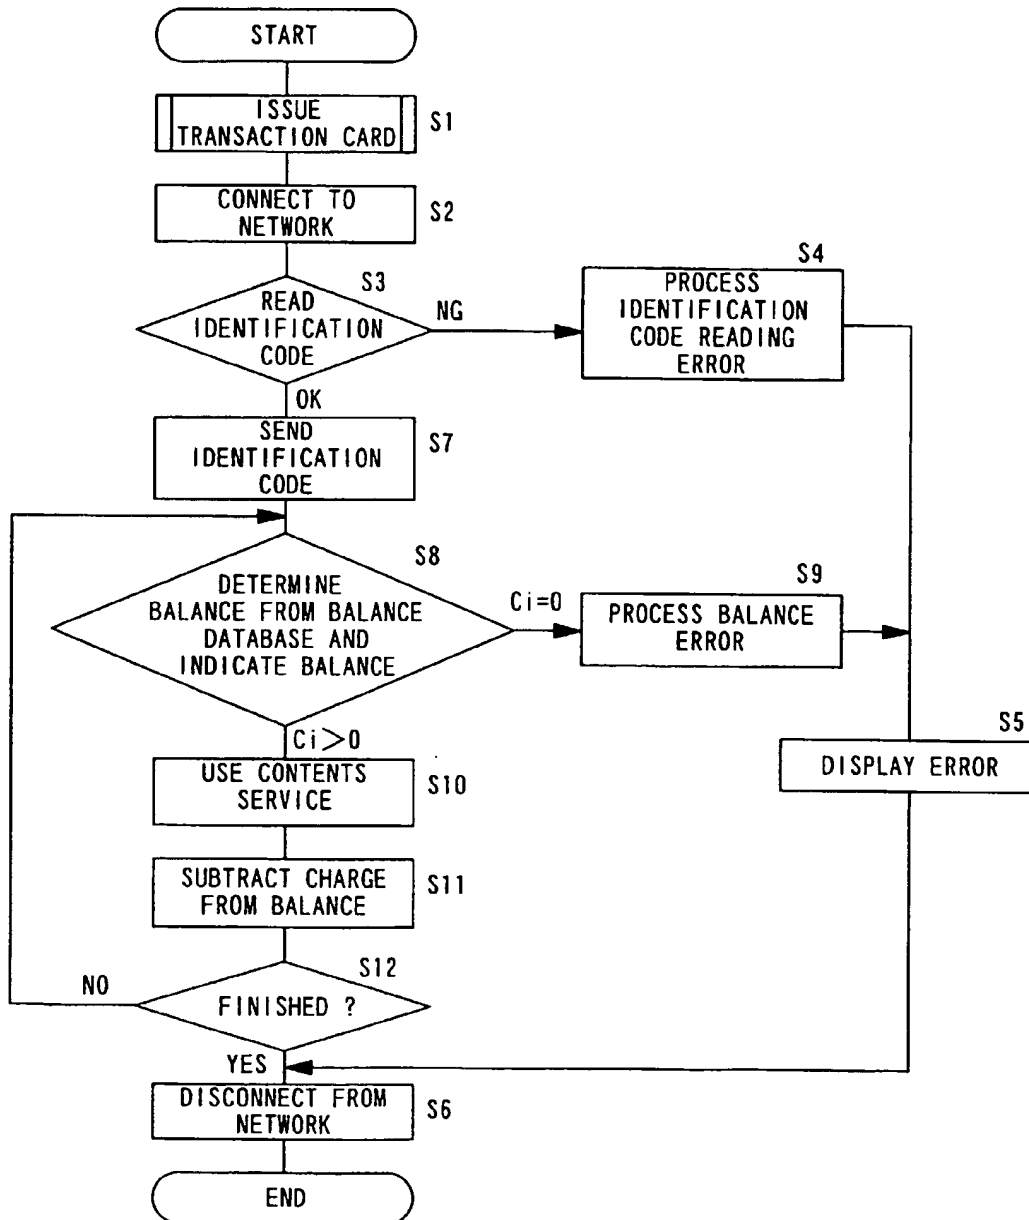 START
ISSUE
TRANSACTION CARD
S1
CONNECT TO
NETWORK
S2
S3
READ
IDENTIFICATION
CODE
NG
S4
PROCESS
IDENTIFICATION
CODE READING
ERROR
OK
SEND
IDENTIFICATION
CODE
S7
S8
DETERMINE
BALANCE FROM BALANCE
DATABASE AND
INDICATE BALANCE
Ci=0
S9
PROCESS BALANCE
ERROR
S5
DISPLAY ERROR
Ci>0
USE CONTENTS
SERVICE
S10
SUBTRACT CHARGE
FROM BALANCE
S11
S12
NO
FINISHED ?
YES
DISCONNECT FROM
NETWORK
S6
END